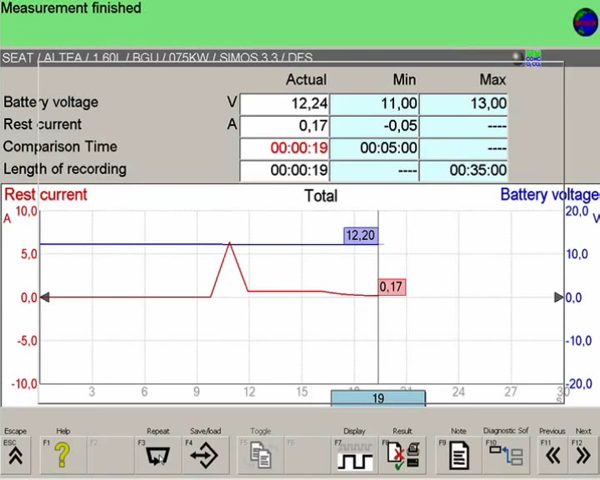 Measurement finished
SEAT / ALTEA / 1.60L / BGU / 075KW / SIMOS 3.3 / DES
Actual Min Max
Battery voltage V 12,24 11,00 13,00
Rest current A 0,17 -0,05 ----
Comparison Time 00:00:19 00:05:00 ----
Length of recording 00:00:19 ---- 00:35:00
Rest current Total Battery voltage
A 10,0 20,0 V
12,20
5,0 10,0
0,17
0,0 0,0
-5,0 -10,0
-10,0 -20,0
3 6 9 12 15 18 21 24 27 30
19
Escape Help Repeat Save/load Toggle Display Result Note Diagnostic Sof Previous Next
ESC F1 F2 F3 F4 F5 F6 F7 F8 F9 F10 F11 F12